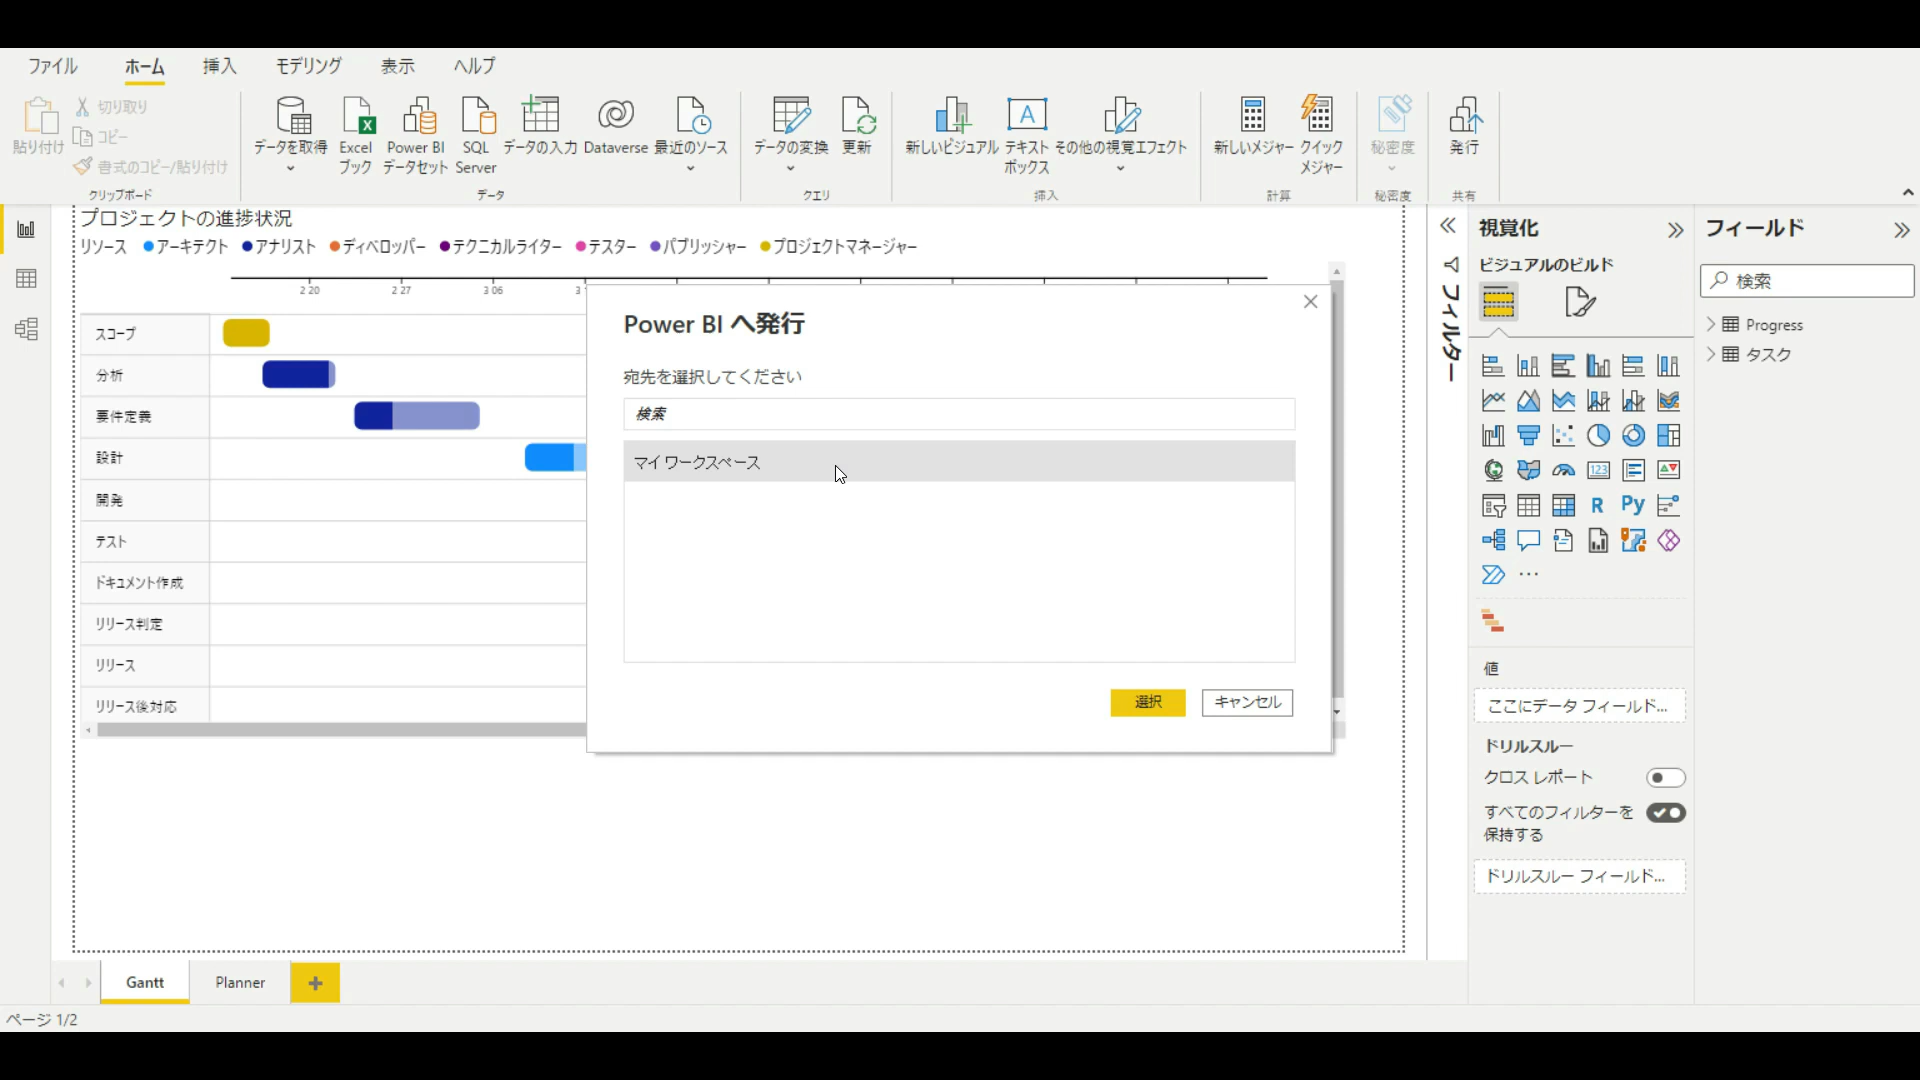 ファイル ホーム 挿入 モデリング 表示 ヘルプ
貼り付け
切り取り
コピー
書式のコピー/貼り付け
クリップボード
データを取得
Excel ブック
Power BI データセット
SQL Server
データの入力
Dataverse
最近のソース
データ
データの変換
更新
クエリ
新しいビジュアル
テキスト ボックス
その他の視覚エフェクト
挿入
新しいメジャー
クイック メジャー
計算
秘密度
秘密度
発行
共有
プロジェクトの進捗状況
リソース アーキテクト アナリスト ディベロッパー テクニカルライター テスター パブリッシャー プロジェクトマネージャー
2 20 2 27 3 06
スコープ
分析
要件定義
設計
開発
テスト
ドキュメント作成
リリース判定
リリース
リリース後対応
Power BI へ発行
宛先を選択してください
検索
マイ ワークスペース
選択 キャンセル
フィルター
視覚化
ビジュアルのビルド
123
R
Py
値
ここにデータ フィールド...
ドリルスルー
クロス レポート
すべてのフィルターを
保持する
ドリルスルー フィールド...
フィールド
検索
Progress
タスク
Gantt Planner
ページ 1/2